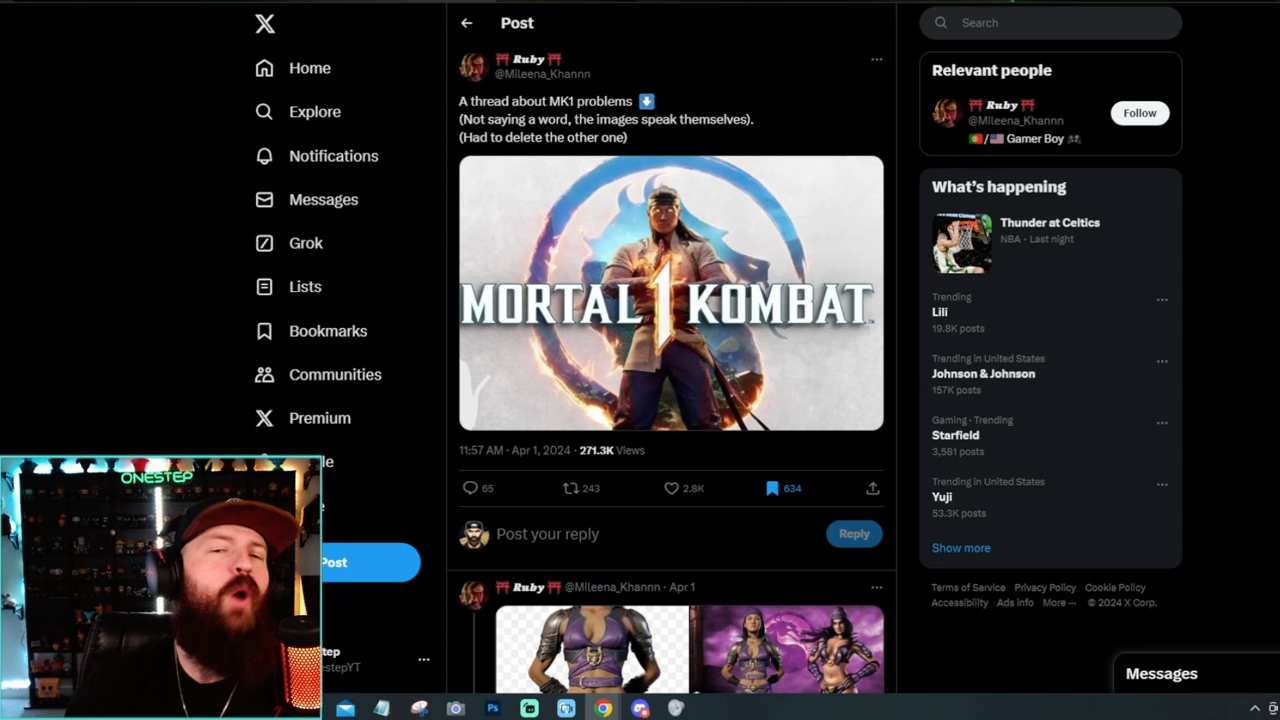 Home
Explore
Notifications
Messages
Grok
Lists
Bookmarks
Communities
Premium
Post
ONESTEP
Post
Ruby
@Mileena_Khannn
A thread about MK1 problems
(Not saying a word, the images speak themselves).
(Had to delete the other one)
MORTAL 1 KOMBAT
11:57 AM · Apr 1, 2024 · 271.3K Views
65 243 2.8K 634
Post your reply
Reply
Ruby @Mileena_Khannn · Apr 1
Search
Relevant people
Ruby
@Mileena_Khannn
Follow
/ Gamer Boy
What's happening
Thunder at Celtics
NBA · Last night
Trending
Lili
19.8K posts
Trending in United States
Johnson & Johnson
157K posts
Gaming · Trending
Starfield
3,581 posts
Trending in United States
Yuji
53.3K posts
Show more
Terms of Service Privacy Policy Cookie Policy
Accessibility Ads info More ··· © 2024 X Corp.
Messages
Ps